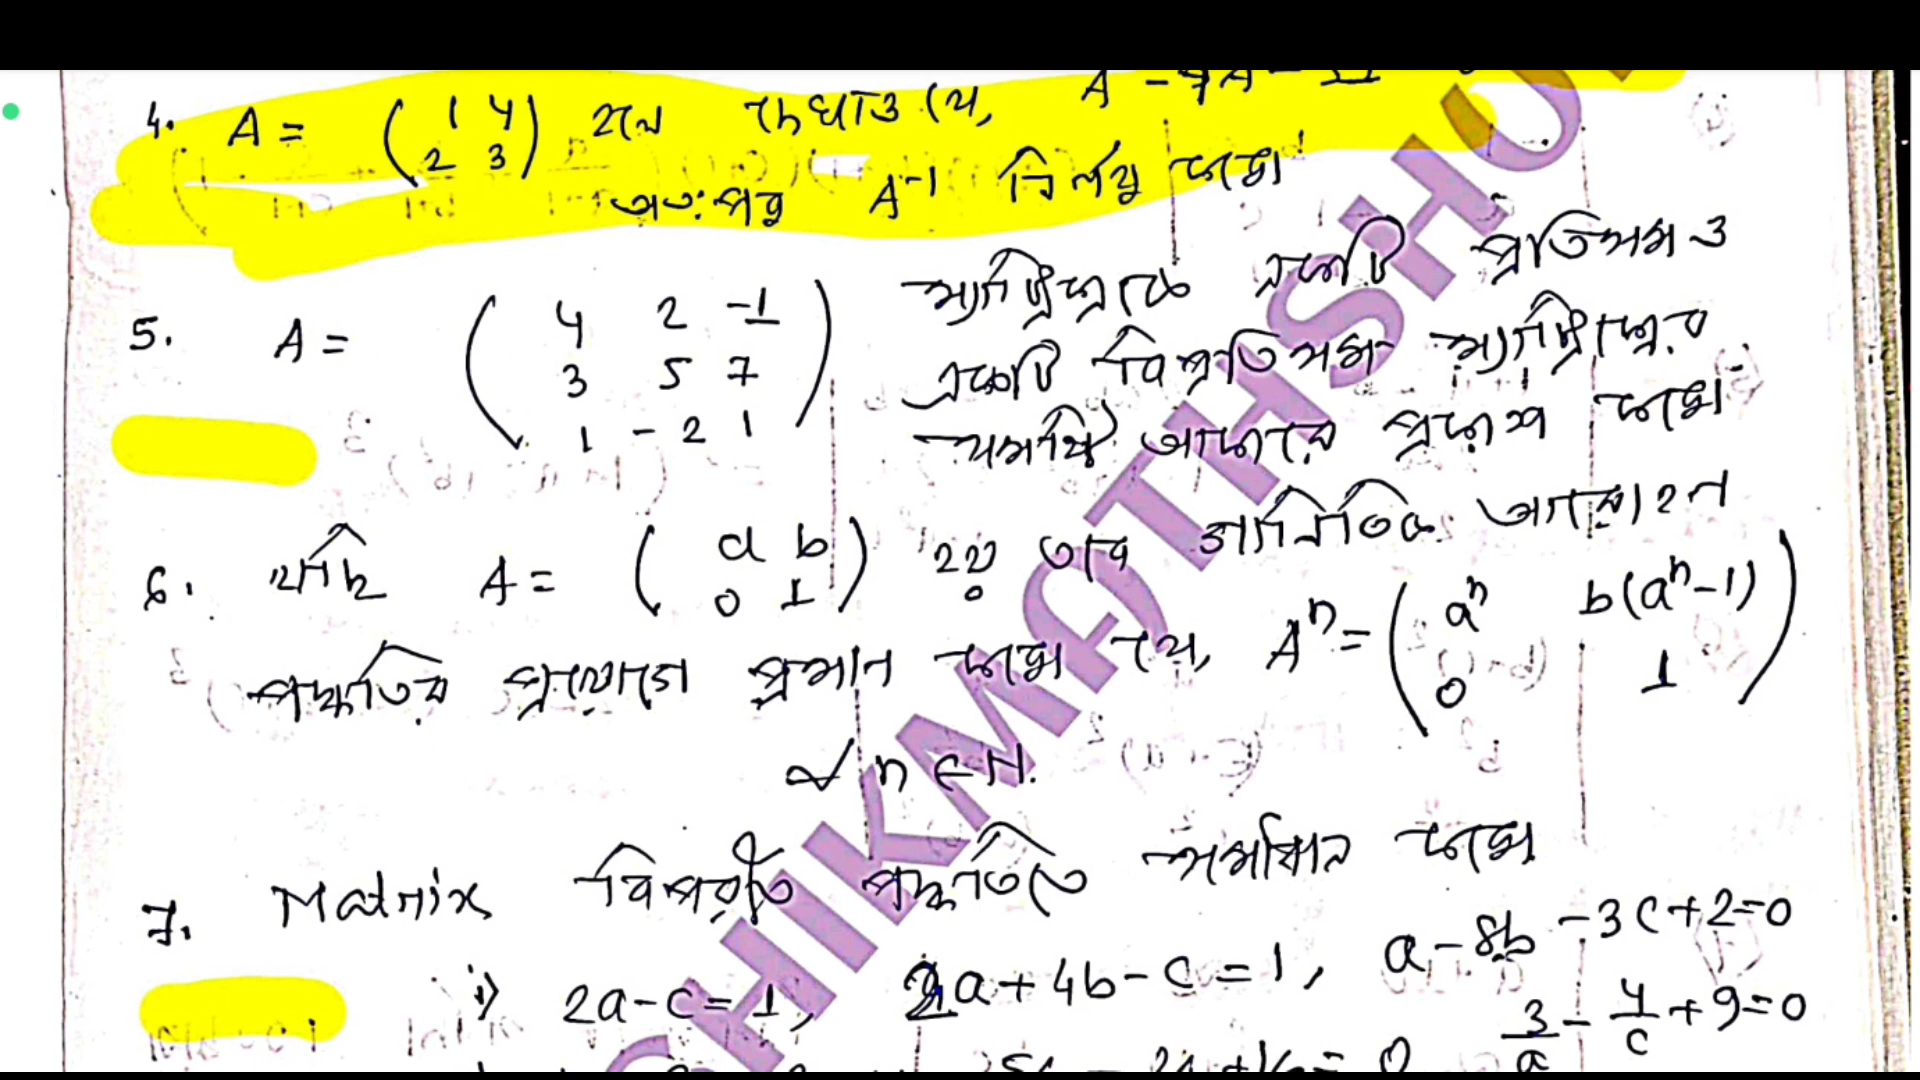 4. A = ( 1 4 হলে দেখাও যে,
2 3 )
অতঃপর A⁻¹ নির্ণয় করো
5. A = ( 4 2 -1 ম্যাট্রিক্সকে একটি প্রতিসম ও
3 5 7 একটি বিপ্রতিসম ম্যাট্রিক্সের
1 -2 1 ) সমষ্টি আকারে প্রকাশ করো
6. যদি A = ( a b হয় তবে গাণিতিক আরোহণ
0 1 )
পদ্ধতির প্রয়োগে প্রমাণ করো যে, Aⁿ = ( aⁿ b(aⁿ-1)
0 1 )
∀ n ∈ N.
7. Matrix বিপরীত পদ্ধতিতে সমাধান করো
i) 2a - c = 1, 2a + 4b - c = 1, a - 8b - 3c + 2 = 0
3/a - 4/c + 9 = 0
CHIKMATHSHO